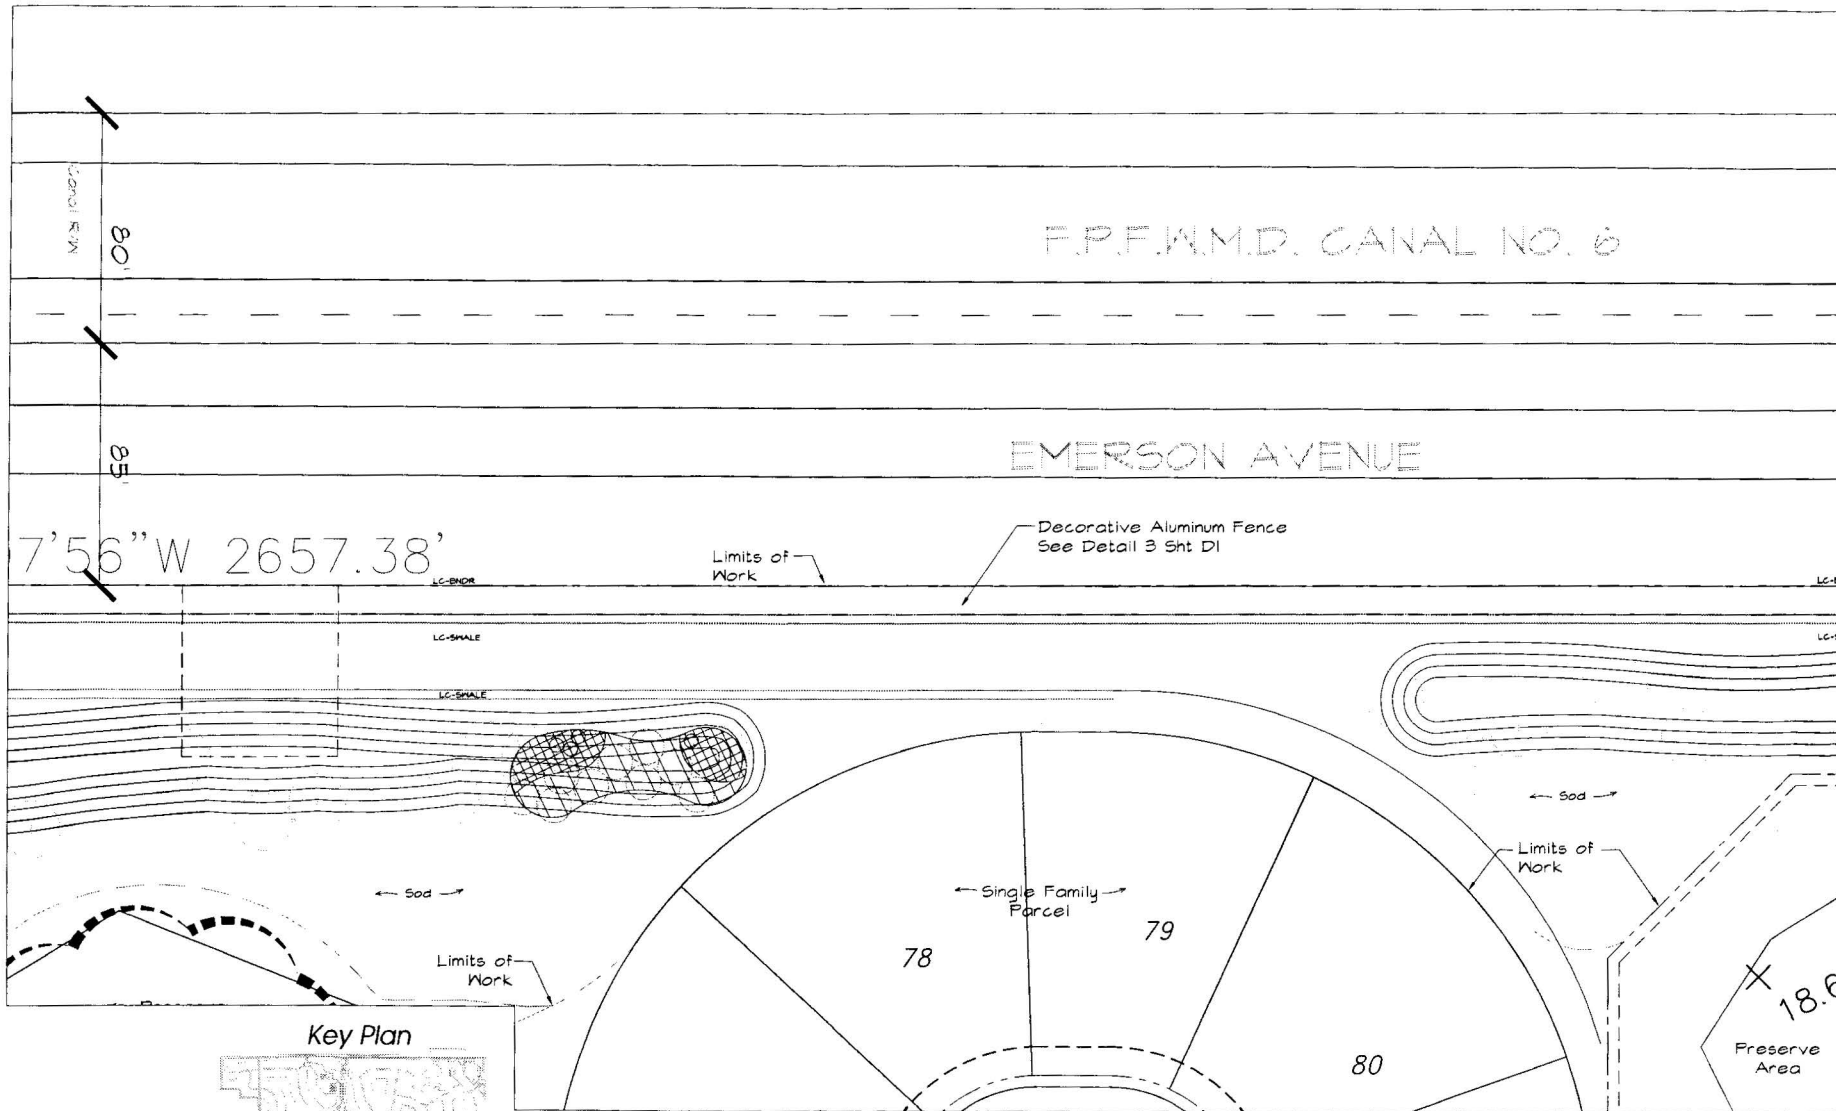 Canal R/W
80'
F.P.F.W.M.D. CANAL NO. 6
85'
EMERSON AVENUE
7'56"W 2657.38'
Decorative Aluminum Fence
See Detail 3 Sht D1
Limits of
Work
LC-BNDR
LC-SWALE
LC-SWALE
Sod
Limits of
Work
Sod
Single Family
Parcel
79
78
Limits of
Work
18.6
Preserve
Area
Key Plan
80